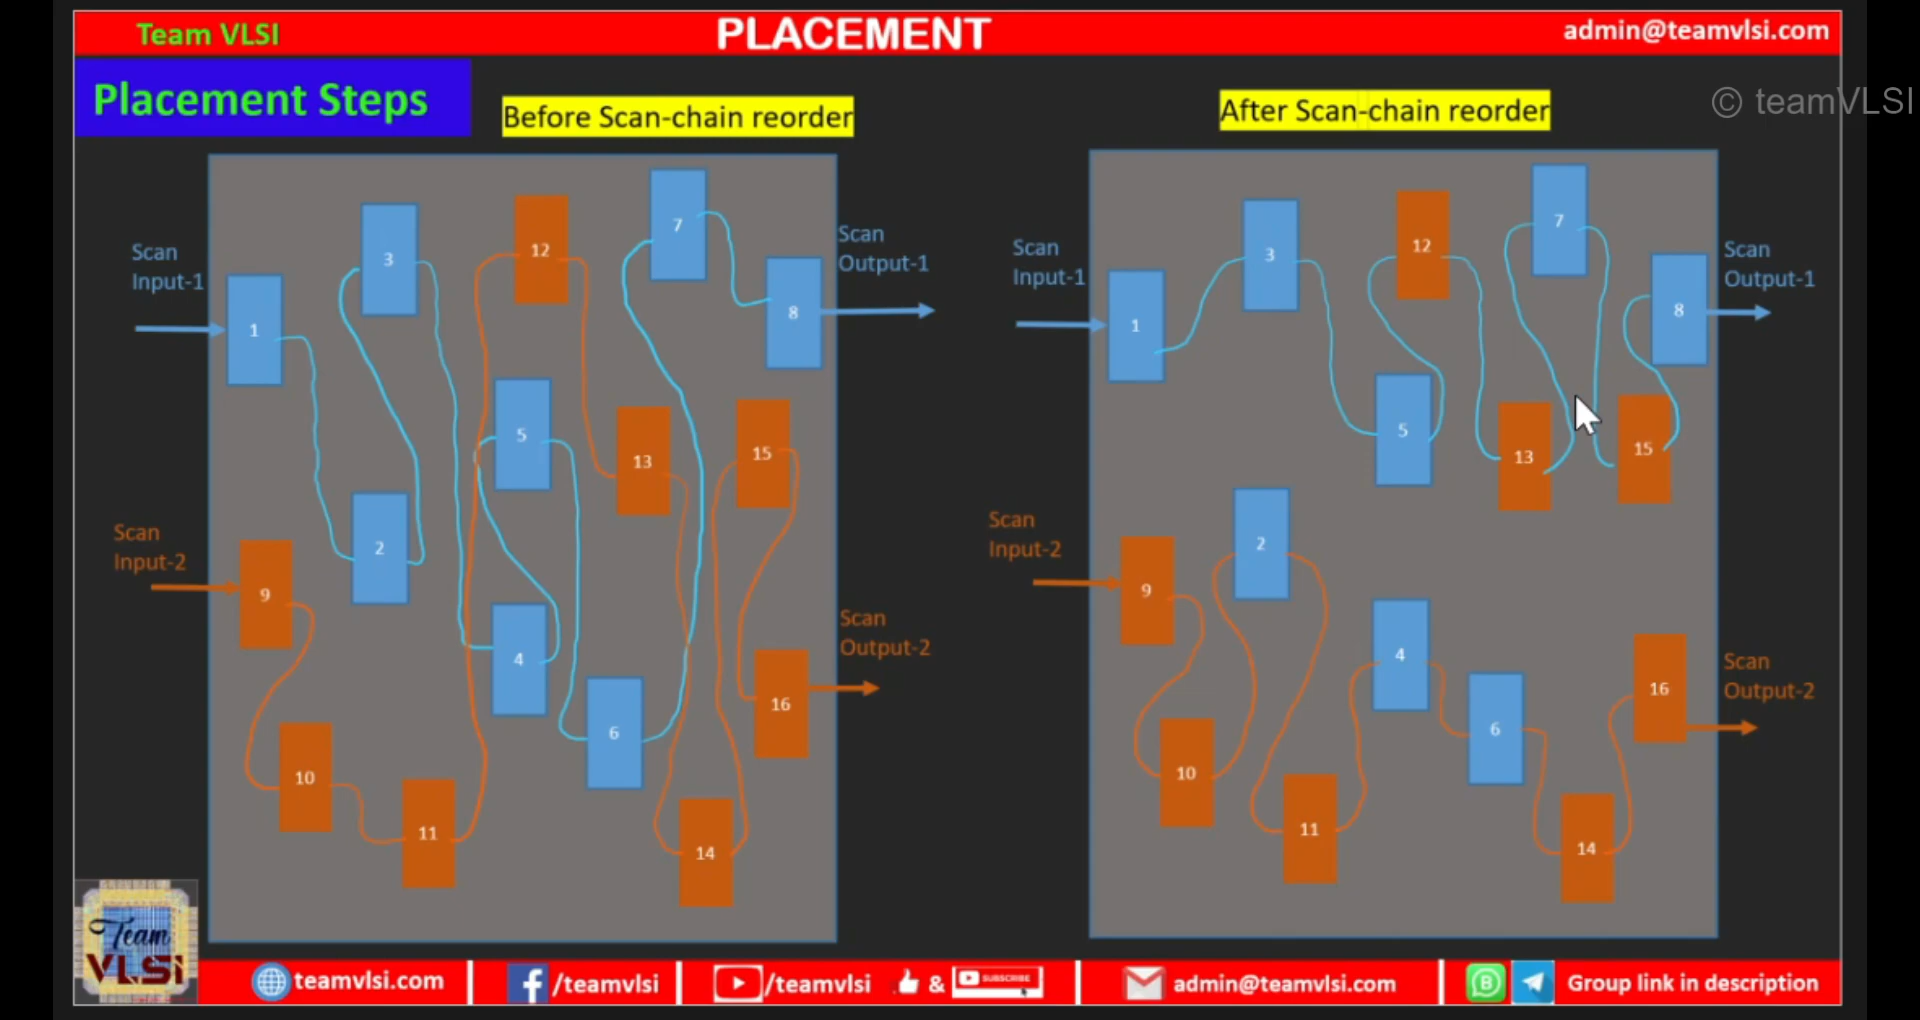 Team VLSI
PLACEMENT
admin@teamvlsi.com
Placement Steps
© teamVLSI
Before Scan-chain reorder
After Scan-chain reorder
Scan
Input-1
1
3
12
7
8
Scan
Output-1
5
13
15
2
Scan
Input-2
9
4
6
10
11
14
16
Scan
Output-2
Scan
Input-1
1
3
12
7
8
Scan
Output-1
5
13
15
2
Scan
Input-2
9
4
6
10
11
14
16
Scan
Output-2
Team
VLSI
teamvlsi.com
/teamvlsi
/teamvlsi
&
SUBSCRIBE
admin@teamvlsi.com
B
Group link in description